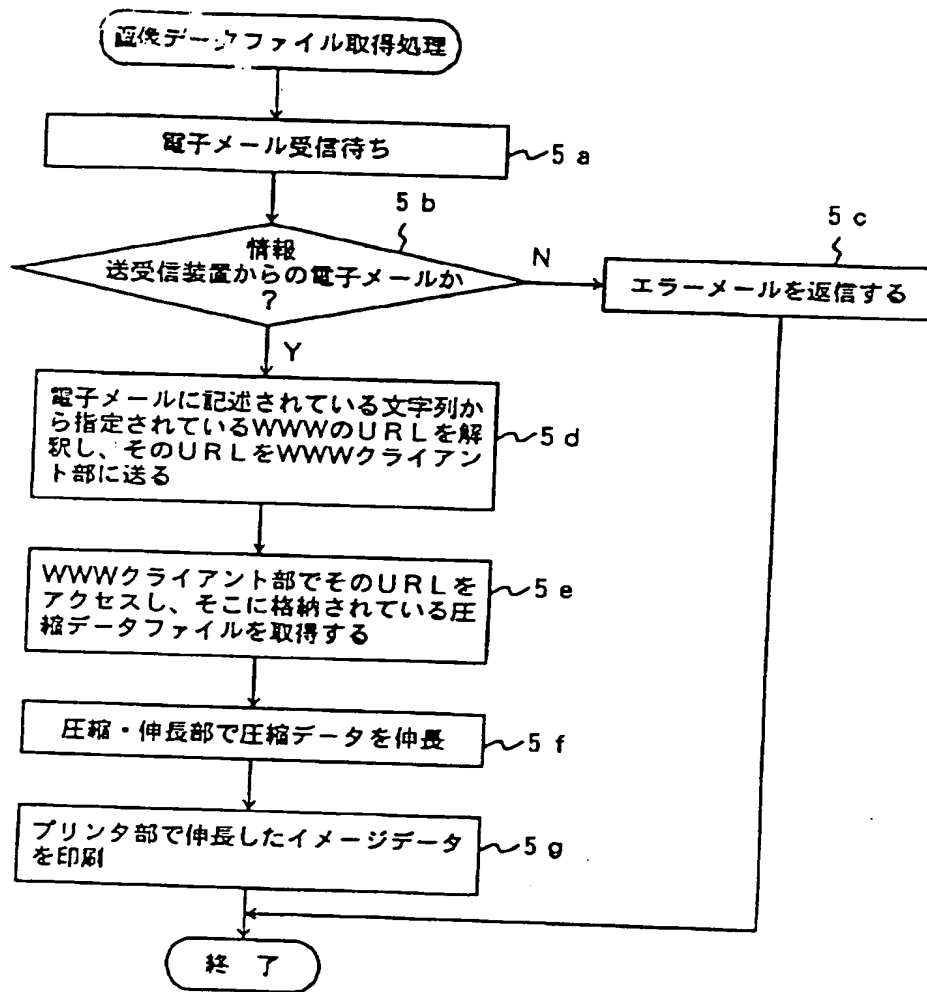 画像データファイル取得処理
電子メール受信待ち
5a
5b
情報
送受信装置からの電子メールか
?
N
5c
エラーメールを返信する
Y
電子メールに記述されている文字列か
ら指定されているWWWのURLを解
釈し、そのURLをWWWクライアン
ト部に送る
5d
WWWクライアント部でそのURLを
アクセスし、そこに格納されている圧
縮データファイルを取得する
5e
圧縮・伸長部で圧縮データを伸長
5f
プリンタ部で伸長したイメージデータ
を印刷
5g
終 了